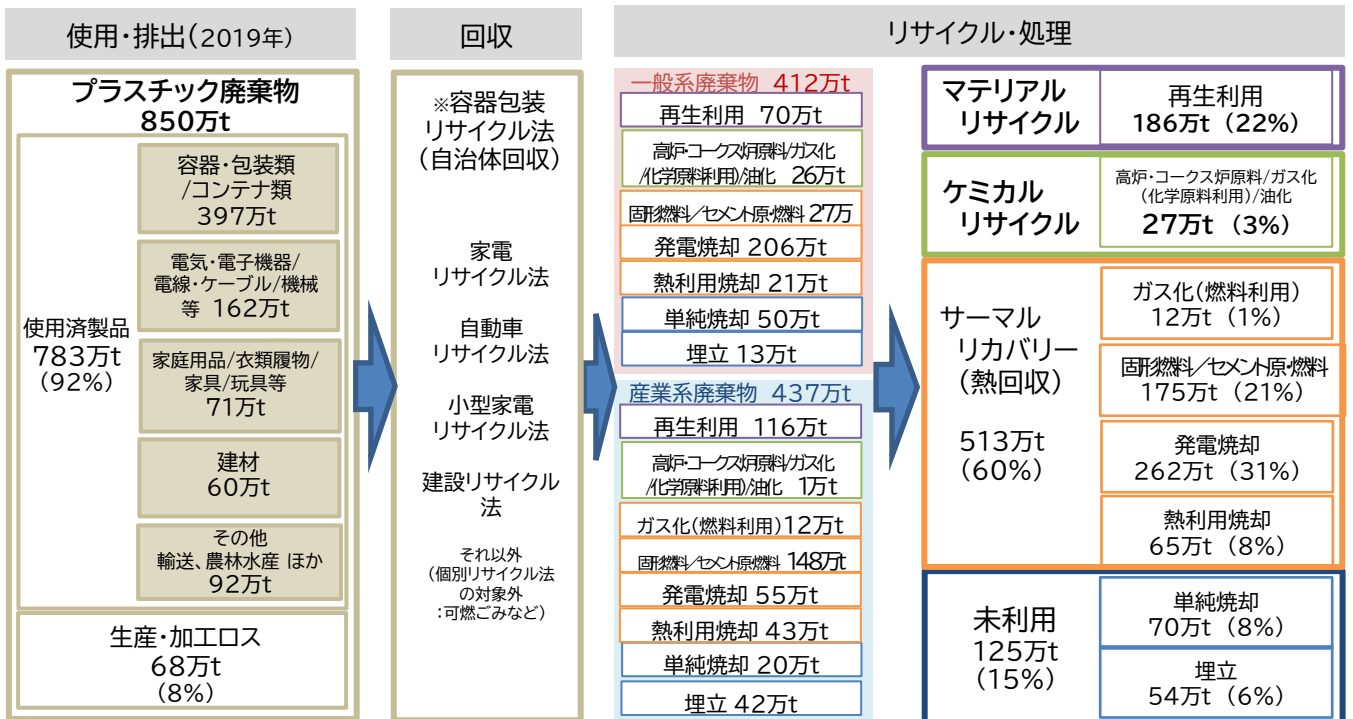 使用・排出(2019年)
回収
リサイクル・処理
プラスチック廃棄物
850万t
使用済製品
783万t
(92%)
容器・包装類
/コンテナ類
397万t
電気・電子機器/
電線・ケーブル/機械
等 162万t
家庭用品/衣類履物/
家具/玩具等
71万t
建材
60万t
その他
輸送、農林水産 ほか
92万t
生産・加工ロス
68万t
(8%)
※容器包装
リサイクル法
(自治体回収)
家電
リサイクル法
自動車
リサイクル法
小型家電
リサイクル法
建設リサイクル
法
それ以外
(個別リサイクル法
の対象外
:可燃ごみなど)
一般系廃棄物 412万t
再生利用 70万t
高炉・コークス炉原料/ガス化
/化学原料利用)/油化 26万t
固形燃料/セメント原・燃料 27万
発電焼却 206万t
熱利用焼却 21万t
単純焼却 50万t
埋立 13万t
産業系廃棄物 437万t
再生利用 116万t
高炉・コークス炉原料/ガス化
/化学原料利用)/油化 1万t
ガス化(燃料利用) 12万t
固形燃料/セメント原・燃料 148万t
発電焼却 55万t
熱利用焼却 43万t
単純焼却 20万t
埋立 42万t
マテリアル
リサイクル
再生利用
186万t (22%)
ケミカル
リサイクル
高炉・コークス炉原料/ガス化
(化学原料利用)/油化
27万t (3%)
サーマル
リカバリー
(熱回収)
513万t
(60%)
ガス化(燃料利用)
12万t (1%)
固形燃料/セメント原・燃料
175万t (21%)
発電焼却
262万t (31%)
熱利用焼却
65万t (8%)
未利用
125万t
(15%)
単純焼却
70万t (8%)
埋立
54万t (6%)